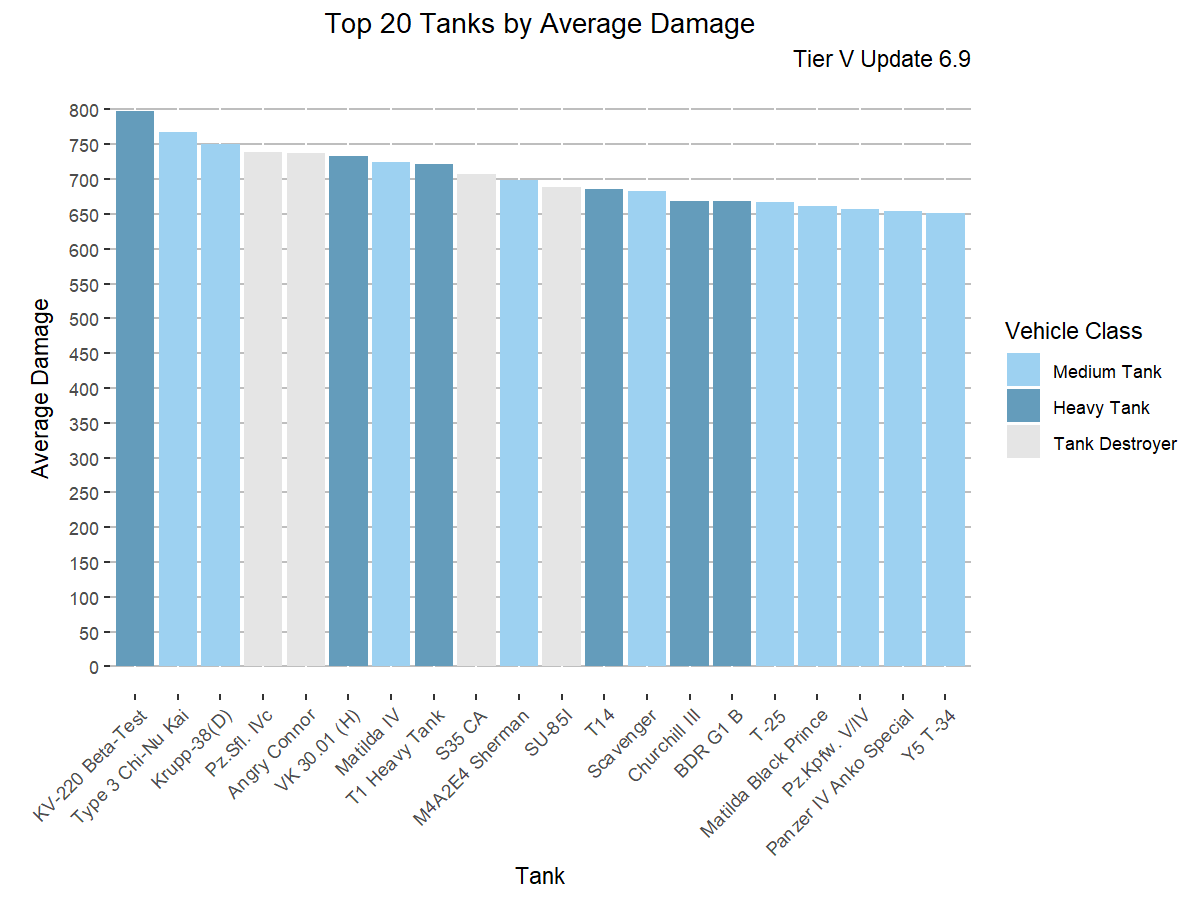 Top 20 Tanks by Average Damage
Tier V Update 6.9
Average Damage
800
750
700
650
600
550
500
450
400
350
300
250
200
150
100
50
0
KV-220 Beta-Test
Type 3 Chi-Nu Kai
Krupp-38(D)
Pz.Sfl. IVc
Angry Connor
VK 30.01 (H)
Matilda IV
T1 Heavy Tank
S35 CA
M4A2E4 Sherman
SU-85I
T14
Scavenger
Churchill III
BDR G1 B
T-25
Matilda Black Prince
Pz.Kpfw. V/IV
Panzer IV Anko Special
Y5 T-34
Tank
Vehicle Class
Medium Tank
Heavy Tank
Tank Destroyer